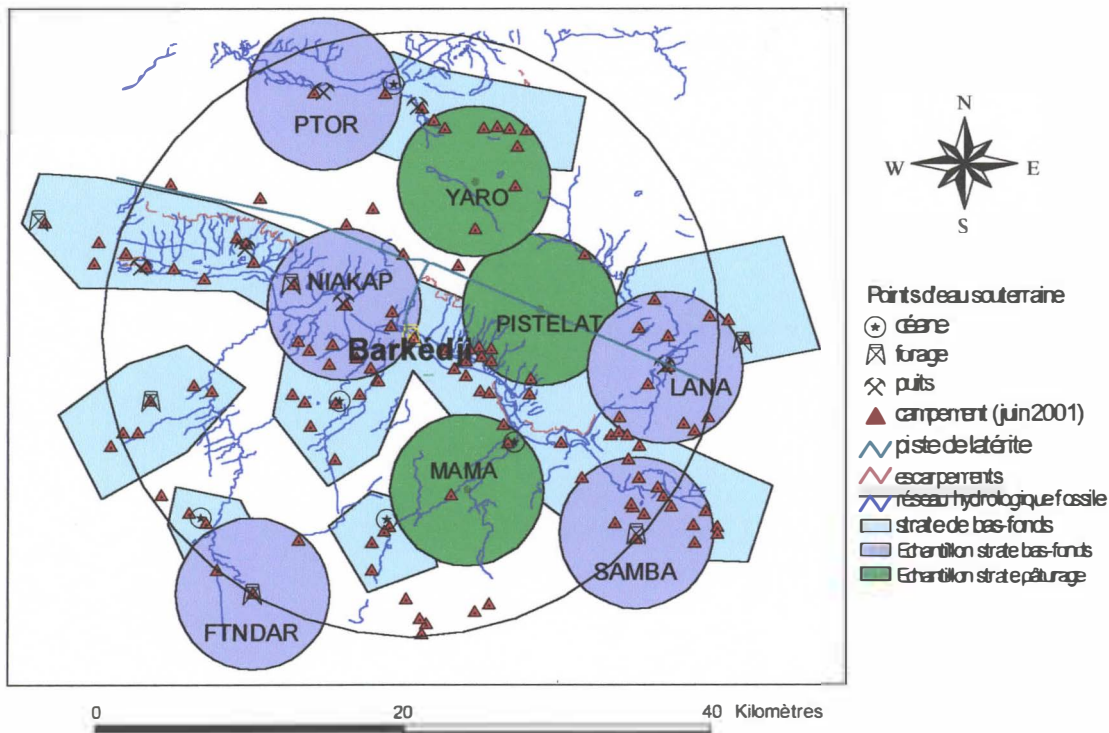 PTOR
YARO
NIAKAP
PISTELAT
Barkédji
LANA
MAMA
SAMBA
FTNDAR
N
W
E
S
Points d'eau souterraine
céane
forage
puits
campement (juin 2001)
piste de latérite
escarpements
réseau hydrologique fossile
strate de bas-fonds
Echantillon strate bas-fonds
Echantillon strate pâturage
0
20
40 Kilomètres